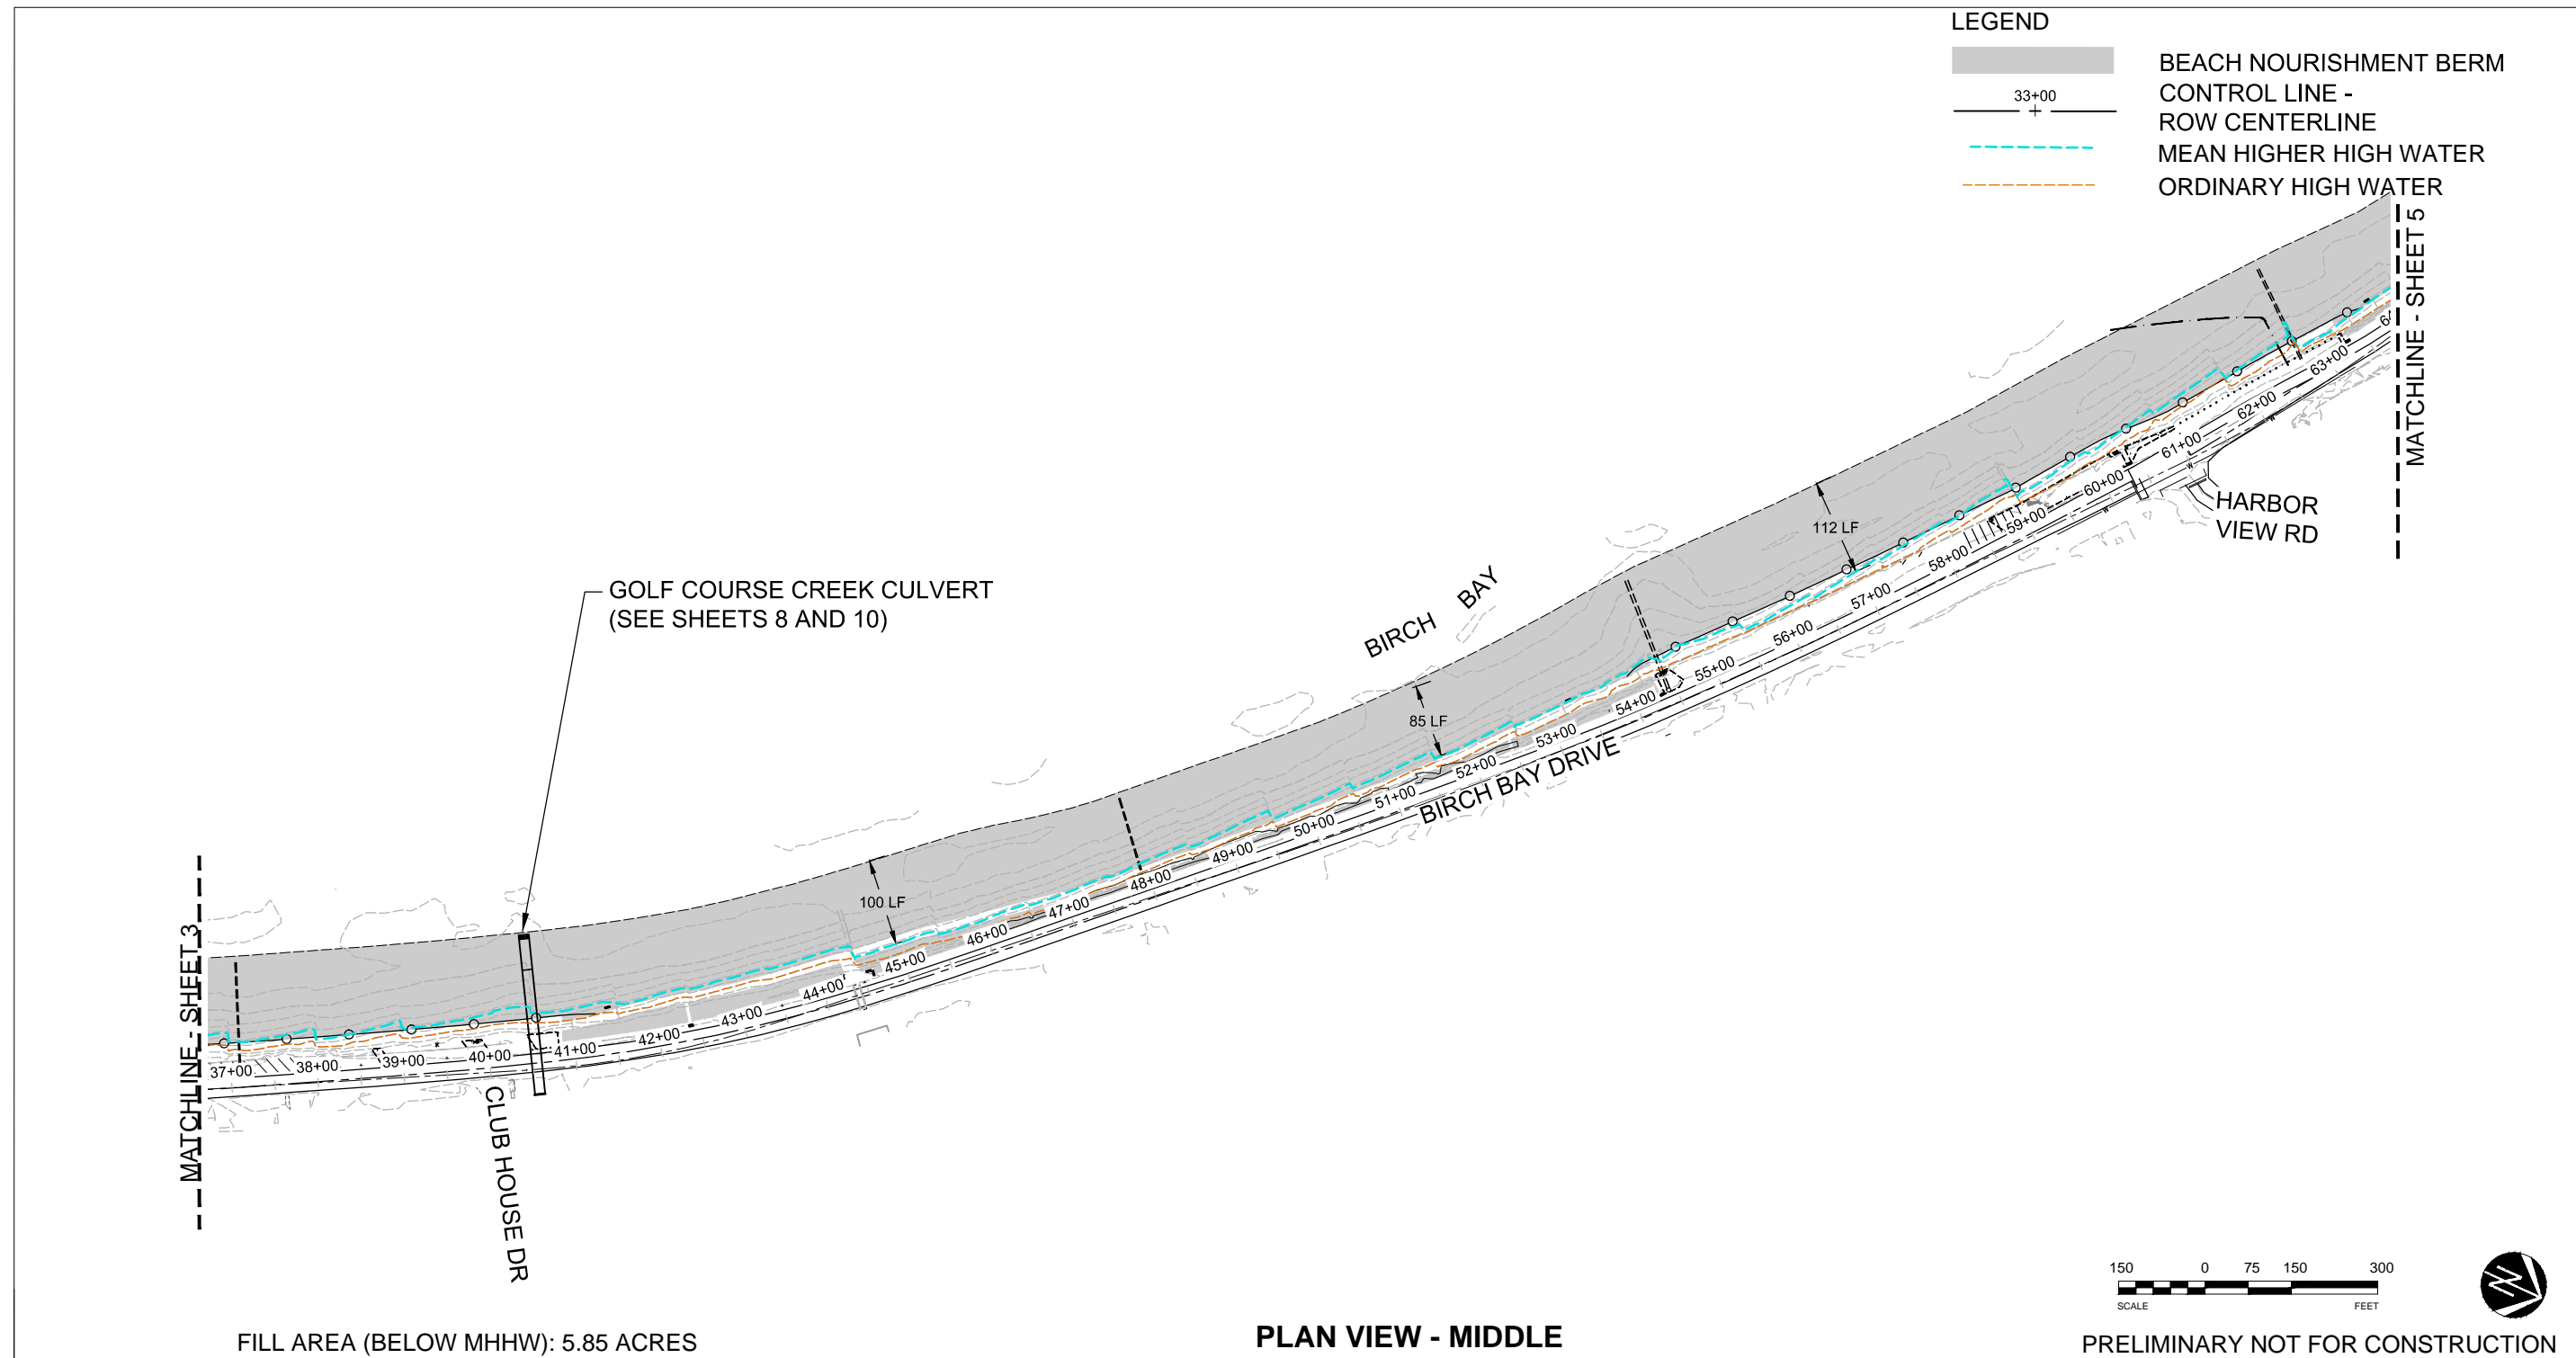 LEGEND
BEACH NOURISHMENT BERM
33+00
CONTROL LINE -
ROW CENTERLINE
MEAN HIGHER HIGH WATER
ORDINARY HIGH WATER
MATCHLINE - SHEET 5
HARBOR
VIEW RD
112 LF
BIRCH BAY
85 LF
GOLF COURSE CREEK CULVERT
(SEE SHEETS 8 AND 10)
100 LF
MATCHLINE - SHEET 3
37+00
38+00
39+00
40+00
41+00
42+00
43+00
44+00
45+00
46+00
47+00
48+00
49+00
50+00
51+00
52+00
53+00
54+00
55+00
56+00
57+00
58+00
59+00
60+00
61+00
62+00
63+00
BIRCH BAY DRIVE
CLUB HOUSE DR
150 0 75 150 300
SCALE FEET
FILL AREA (BELOW MHHW): 5.85 ACRES
PLAN VIEW - MIDDLE
PRELIMINARY NOT FOR CONSTRUCTION